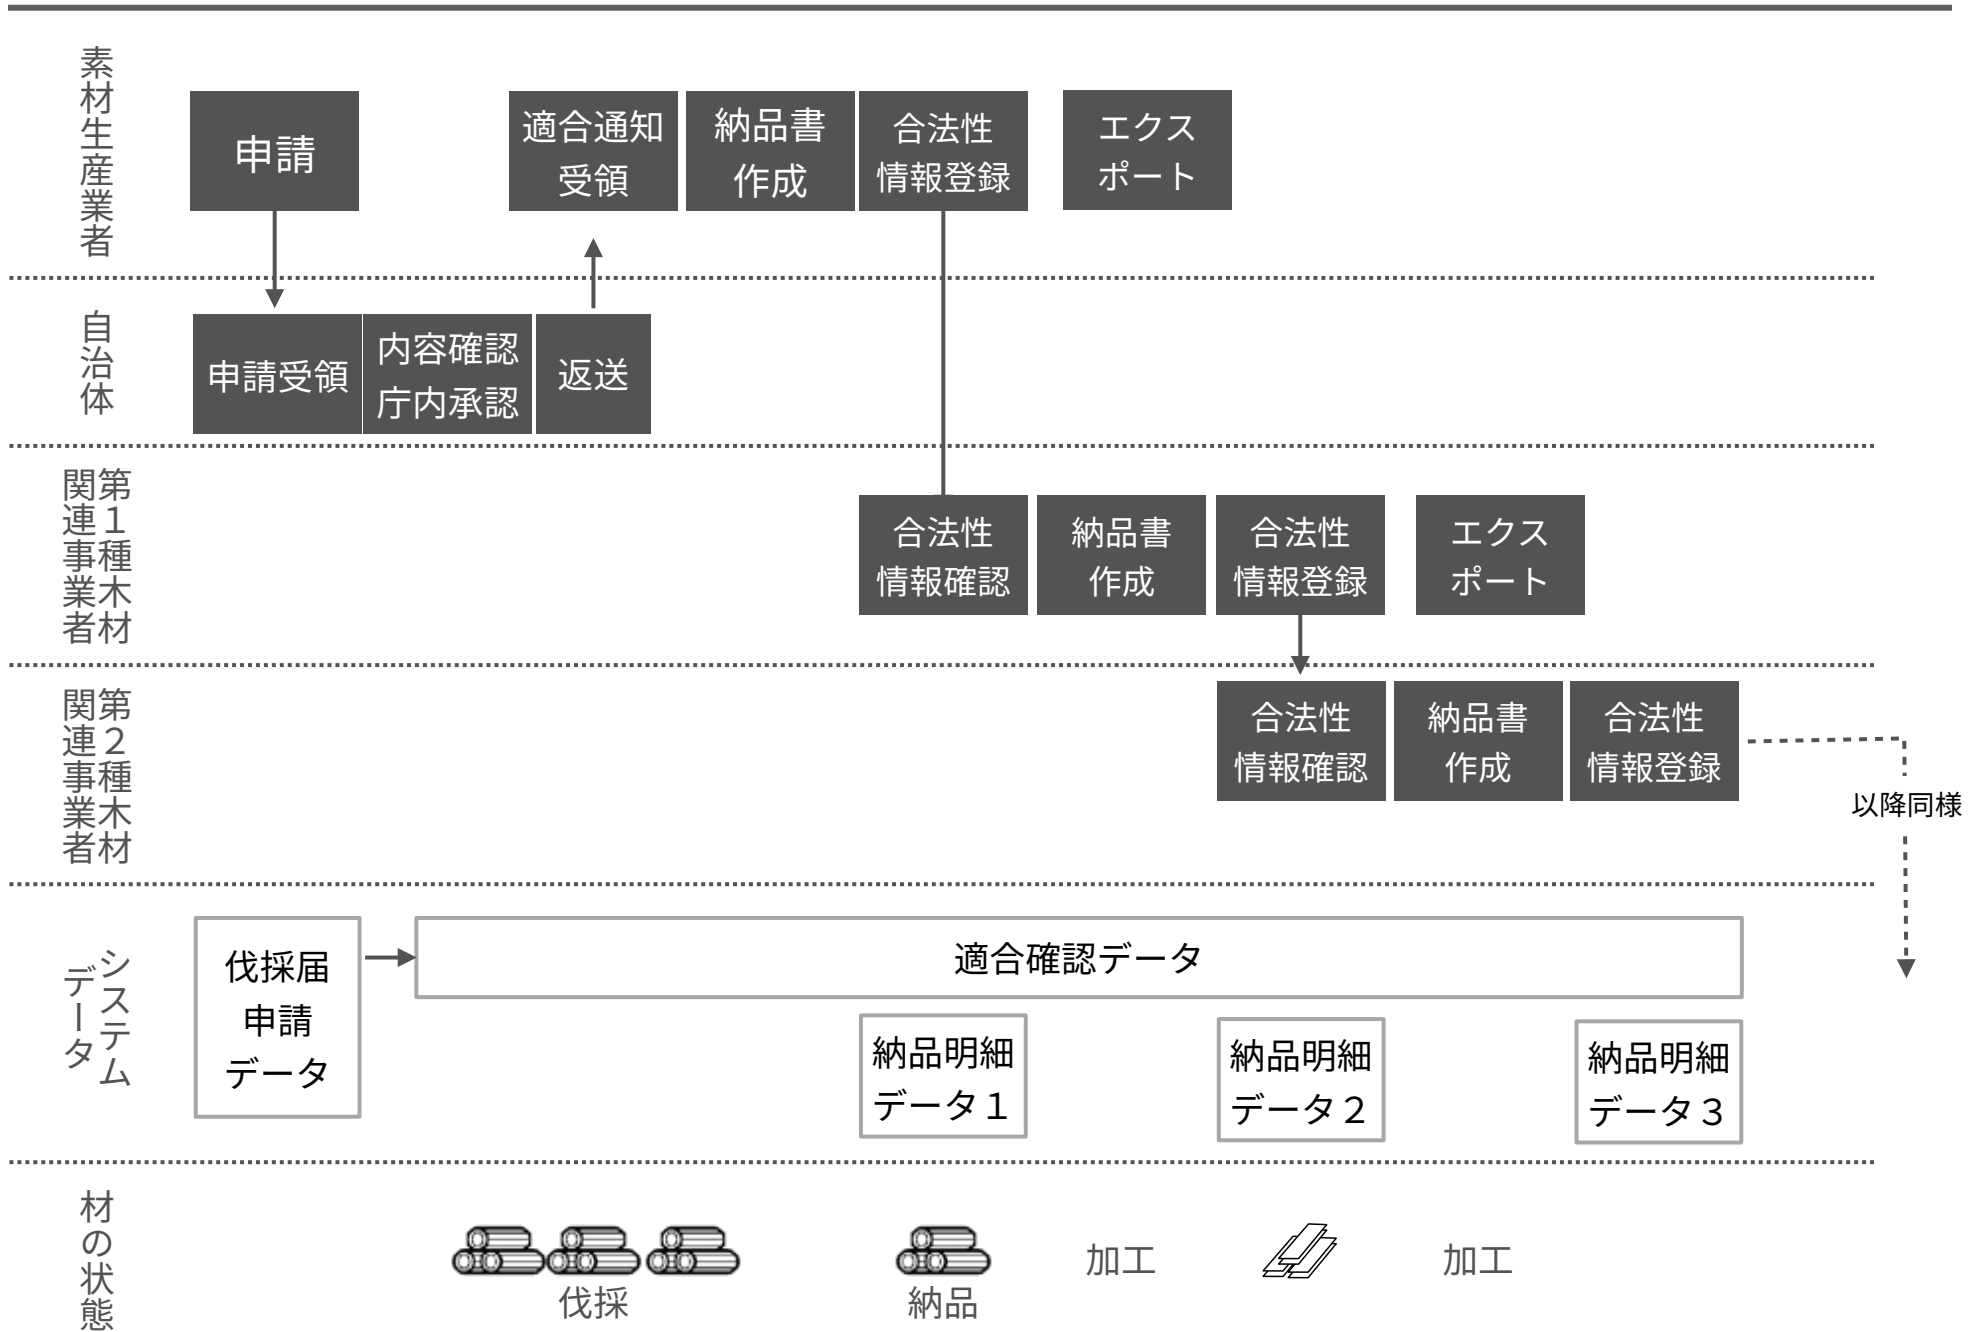 素材生産業者
申請
適合通知
受領
納品書
作成
合法性
情報登録
エクス
ポート
自治体
申請受領
内容確認
庁内承認
返送
第１種木材
関連事業者
合法性
情報確認
納品書
作成
合法性
情報登録
エクス
ポート
第２種木材
関連事業者
合法性
情報確認
納品書
作成
合法性
情報登録
以降同様
システム
データ
伐採届
申請
データ
適合確認データ
納品明細
データ１
納品明細
データ２
納品明細
データ３
材の状態
伐採
納品
加工
加工